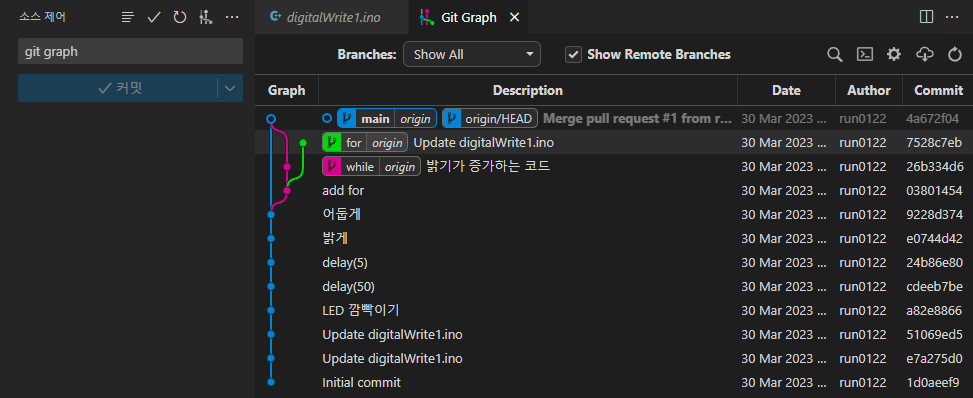 소스 제어
digitalWrite1.ino
Git Graph
git graph
커밋
Branches: Show All Show Remote Branches
Graph Description Date Author Commit
main origin origin/HEAD Merge pull request #1 from r... 30 Mar 2023 ... run0122 4a672f04
for origin Update digitalWrite1.ino 30 Mar 2023 ... run0122 7528c7eb
while origin 밝기가 증가하는 코드 30 Mar 2023 ... run0122 26b334d6
add for 30 Mar 2023 ... run0122 03801454
어둡게 30 Mar 2023 ... run0122 9228d374
밝게 30 Mar 2023 ... run0122 e0744d42
delay(5) 30 Mar 2023 ... run0122 24b86e80
delay(50) 30 Mar 2023 ... run0122 cdeeb7be
LED 깜빡이기 30 Mar 2023 ... run0122 a82e8866
Update digitalWrite1.ino 30 Mar 2023 ... run0122 51069ed5
Update digitalWrite1.ino 30 Mar 2023 ... run0122 e7a275d0
Initial commit 30 Mar 2023 ... run0122 1d0aeef9